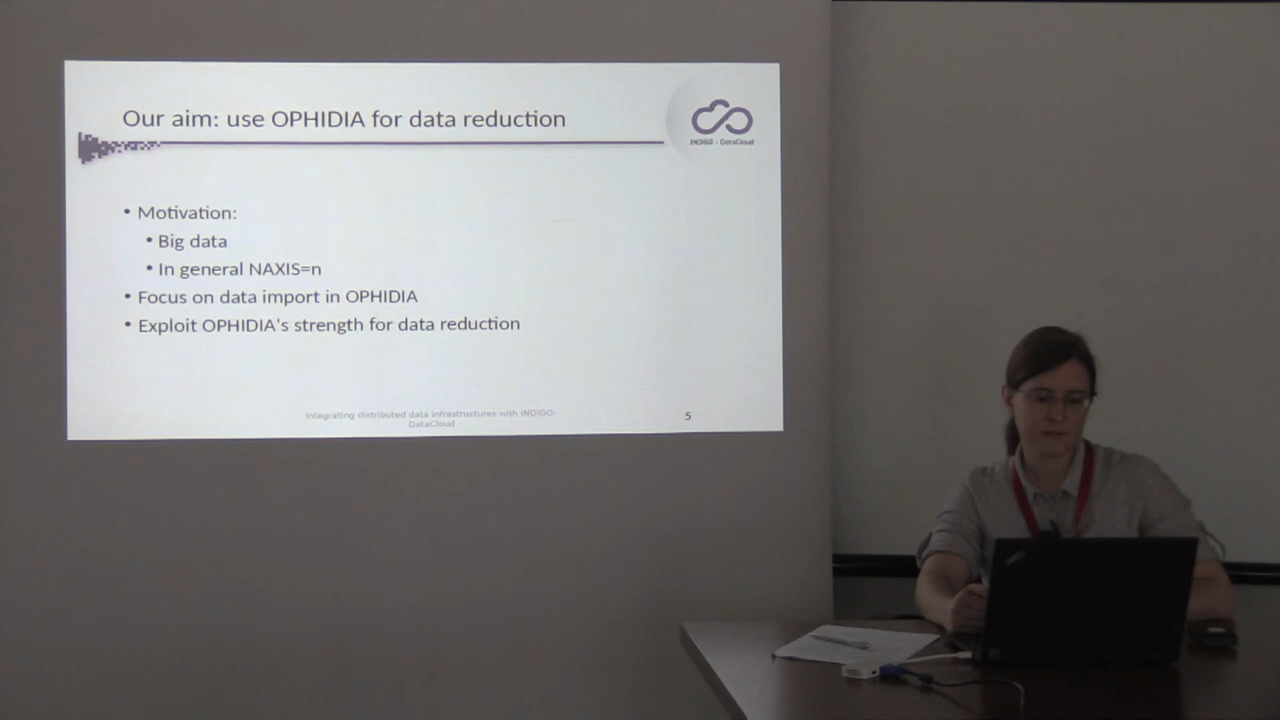 Our aim: use OPHIDIA for data reduction
INDIGO - DataCloud
• Motivation:
• Big data
• In general NAXIS=n
• Focus on data import in OPHIDIA
• Exploit OPHIDIA's strength for data reduction
Integrating distributed data infrastructures with INDIGO-
DataCloud
5